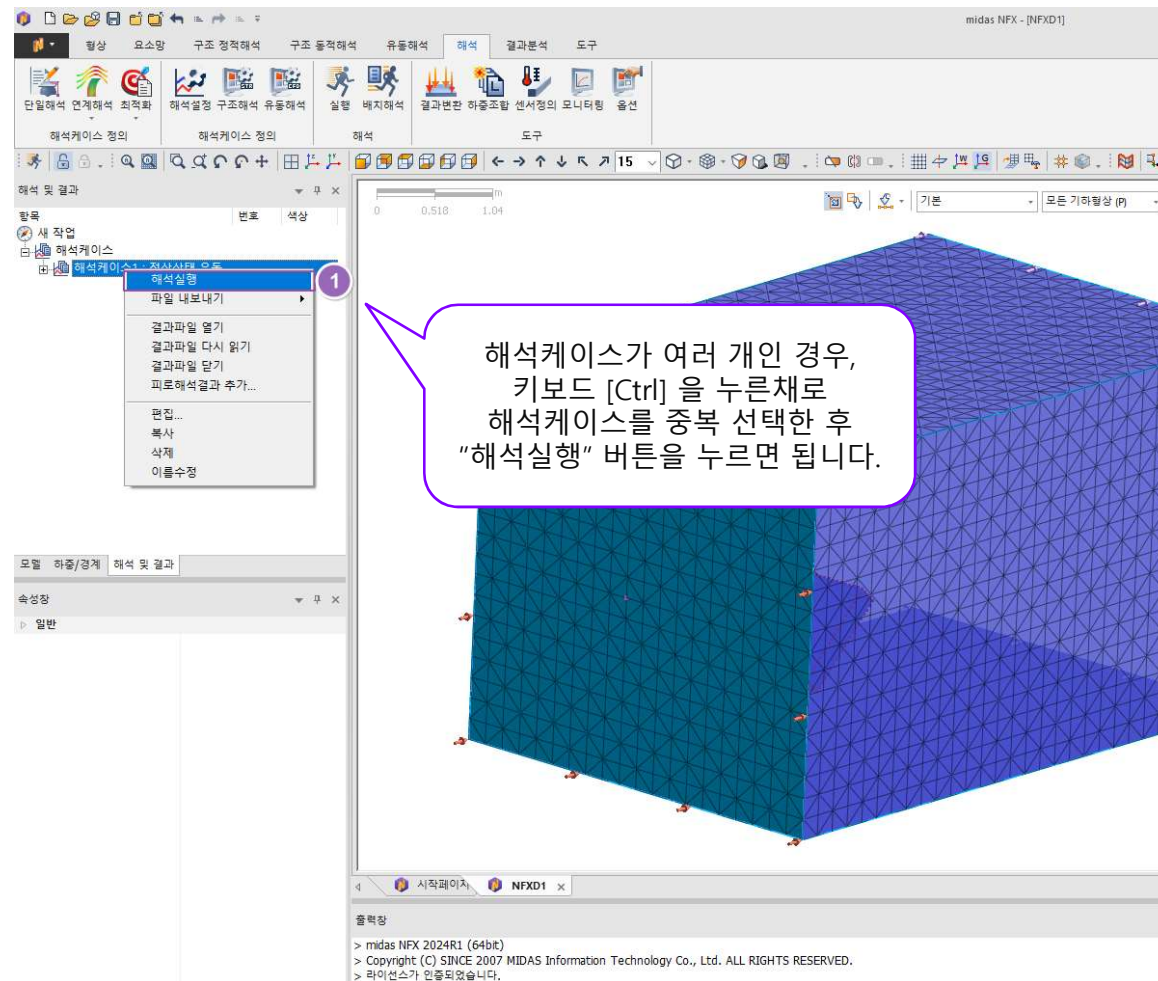 midas NFX - [NFXD1]
형상 요소망 구조 정적해석 구조 동적해석 유동해석 해석 결과분석 도구
단일해석 연계해석 최적화 해석설정 구조해석 유동해석 실행 배치해석 결과변환 하중조합 센서정의 모니터링 옵션
해석케이스 정의 해석케이스 정의 해석 도구
15
해석 및 결과
항목 번호 색상
새 작업
해석케이스
해석케이스1 : 정상상태 유동
해석실행
1
파일 내보내기
결과파일 열기
결과파일 다시 읽기
결과파일 닫기
피로해석결과 추가...
편집...
복사
삭제
이름수정
[m]
0 0.518 1.04
기본 모든 기하형상 (P)
해석케이스가 여러 개인 경우,
키보드 [Ctrl] 을 누른채로
해석케이스를 중복 선택한 후
"해석실행" 버튼을 누르면 됩니다.
모델 하중/경계 해석 및 결과
속성창
일반
시작페이지 NFXD1
출력창
> midas NFX 2024R1 (64bit)
> Copyright (C) SINCE 2007 MIDAS Information Technology Co., Ltd. ALL RIGHTS RESERVED.
> 라이선스가 인증되었습니다.